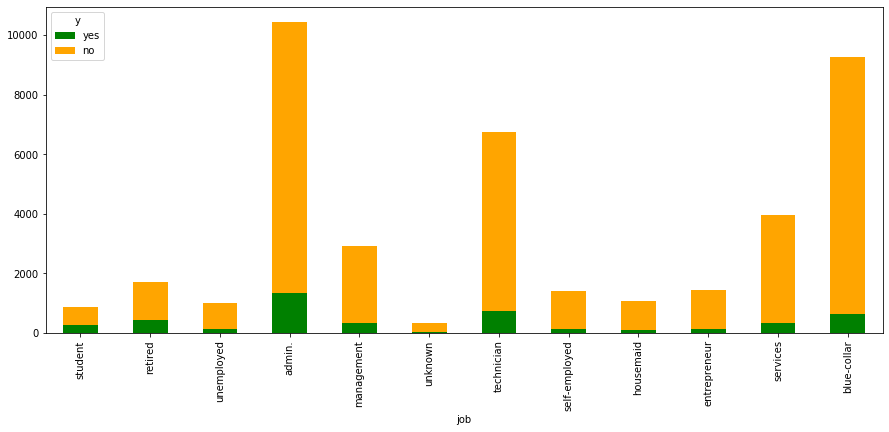 y
yes
no
10000
8000
6000
4000
2000
0
student
retired
unemployed
admin.
management
unknown
technician
self-employed
housemaid
entrepreneur
services
blue-collar
job